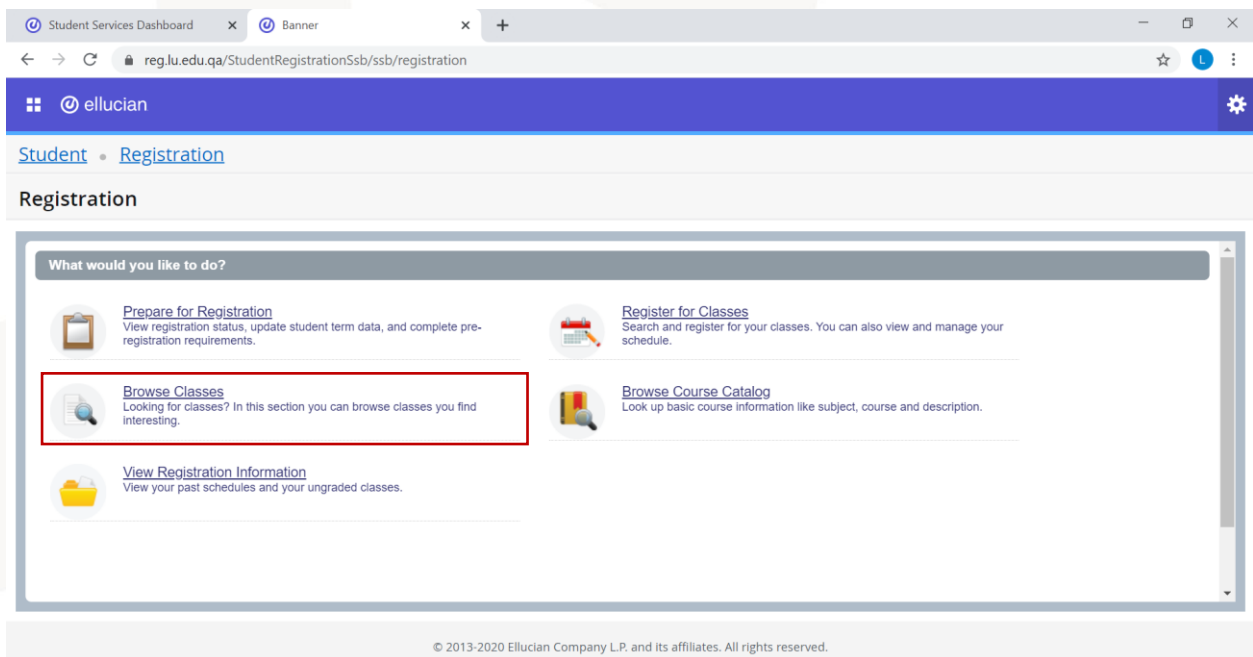 Student Services Dashboard
Banner
reg.lu.edu.qa/StudentRegistrationSsb/ssb/registration
L
ellucian
Student • Registration
Registration
What would you like to do?
Prepare for Registration
View registration status, update student term data, and complete pre-
registration requirements.
Register for Classes
Search and register for your classes. You can also view and manage your
schedule.
Browse Classes
Looking for classes? In this section you can browse classes you find
interesting.
Browse Course Catalog
Look up basic course information like subject, course and description.
View Registration Information
View your past schedules and your ungraded classes.
© 2013-2020 Ellucian Company L.P. and its affiliates. All rights reserved.